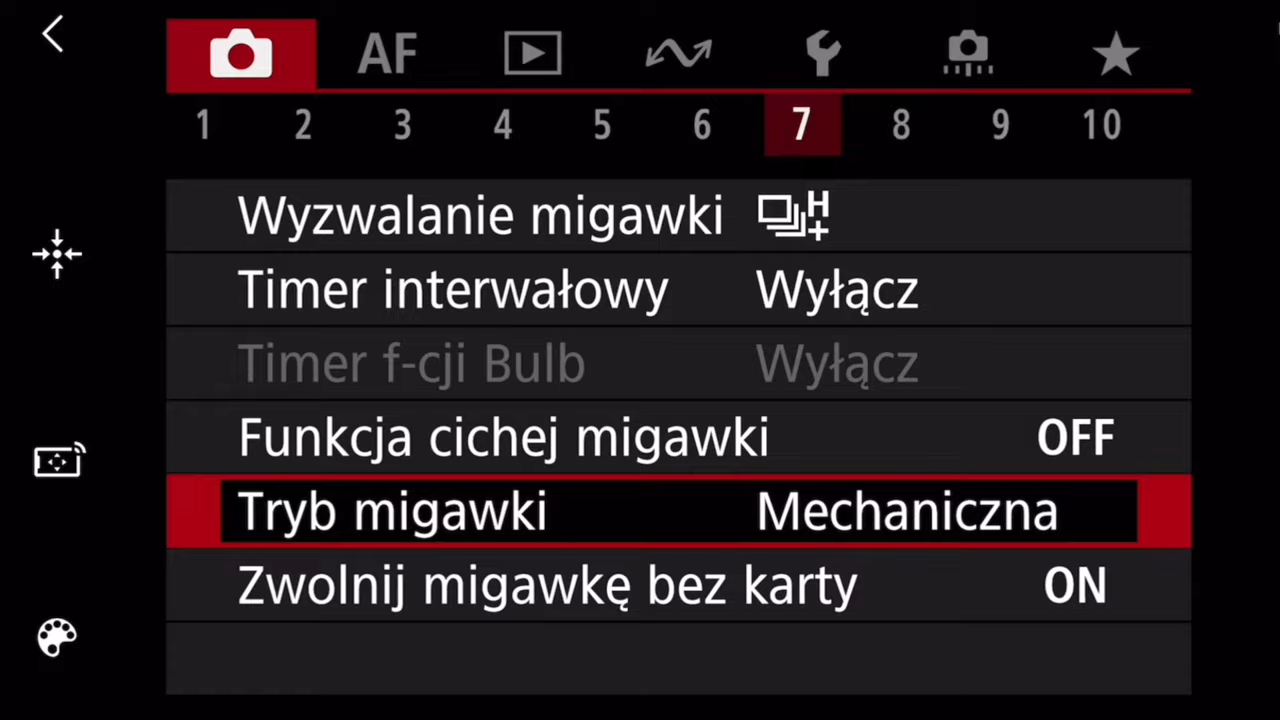 AF
1 2 3 4 5 6 7 8 9 10
Wyzwalanie migawki H+
Timer interwałowy Wyłącz
Timer f-cji Bulb Wyłącz
Funkcja cichej migawki OFF
Tryb migawki Mechaniczna
Zwolnij migawkę bez karty ON